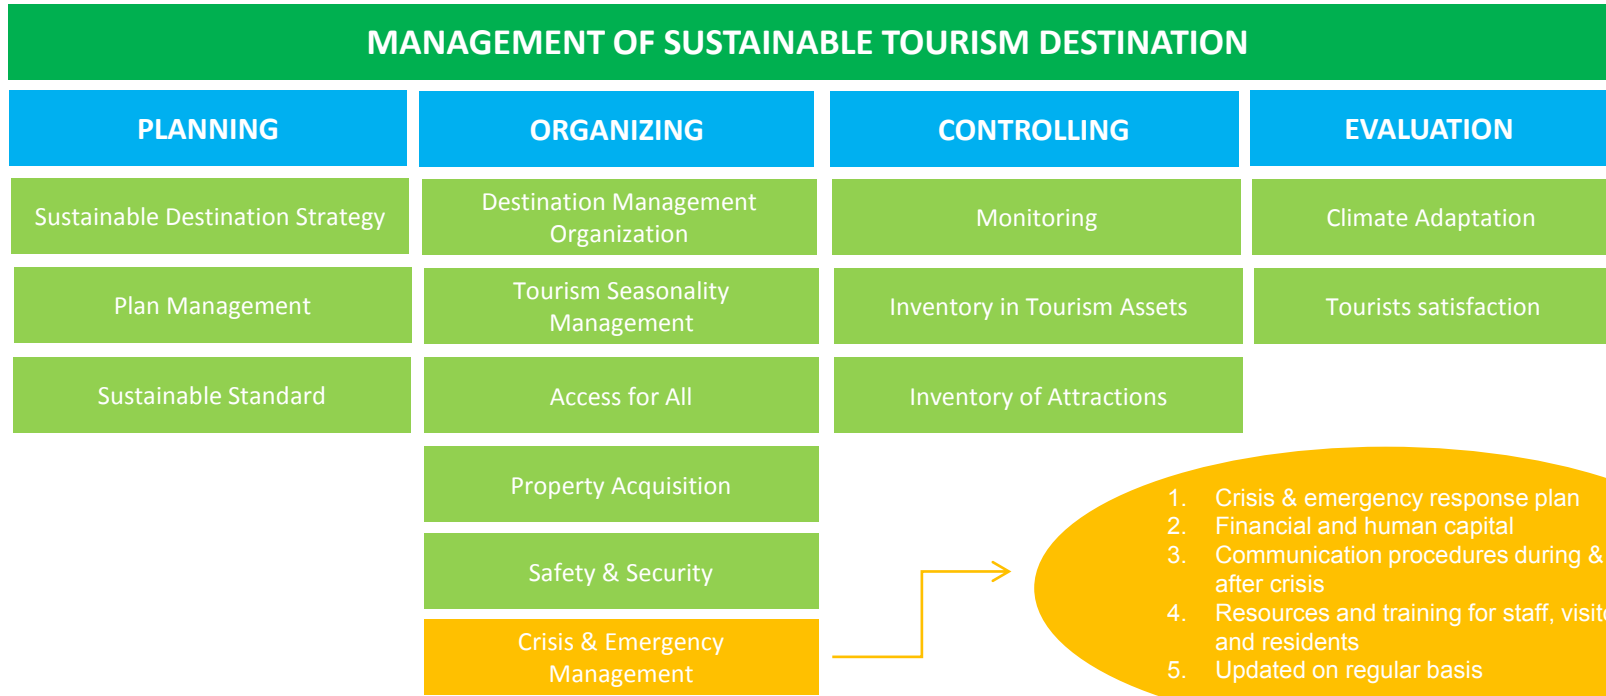 MANAGEMENT OF SUSTAINABLE TOURISM DESTINATION
PLANNING
ORGANIZING
CONTROLLING
EVALUATION
Sustainable Destination Strategy
Destination Management
Organization
Monitoring
Climate Adaptation
Plan Management
Tourism Seasonality
Management
Inventory in Tourism Assets
Tourists satisfaction
Sustainable Standard
Access for All
Inventory of Attractions
Property Acquisition
Safety & Security
Crisis & Emergency
Management
1. Crisis & emergency response plan
2. Financial and human capital
3. Communication procedures during &
after crisis
4. Resources and training for staff,
and residents
5. Updated on regular basis